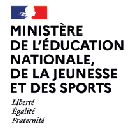 MINISTÈRE
DE L'ÉDUCATION
NATIONALE,
DE LA JEUNESSE
ET DES SPORTS
Liberté
Égalité
Fraternité